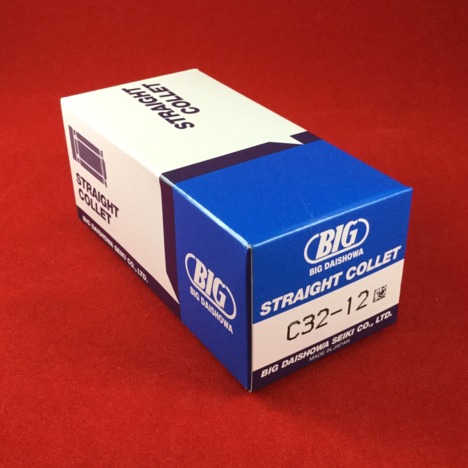 STRAIGHT
COLLET
STRAIGHT
COLLET
BIG DAISHOWA SEIKI CO., LTD.
BIG
BIG DAISHOWA
BIG
BIG DAISHOWA
STRAIGHT COLLET
C32-12
BIG DAISHOWA SEIKI CO., LTD.
MADE IN JAPAN